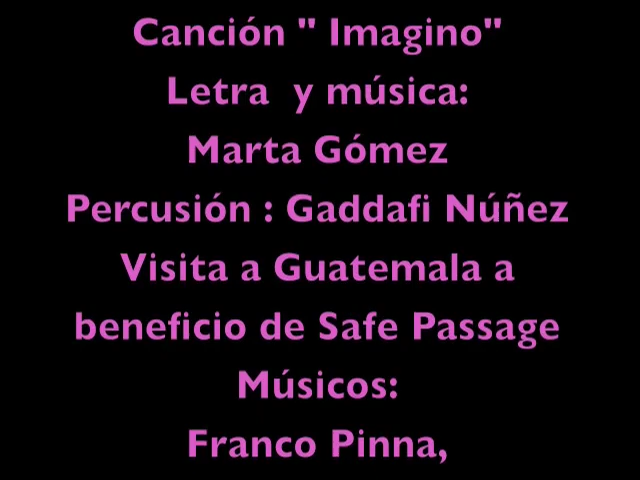 Canción " Imagino"
Letra  y música:
Marta Gómez
Percusión : Gaddafi Núñez
Visita a Guatemala a
beneficio de Safe Passage
Músicos:
Franco Pinna,